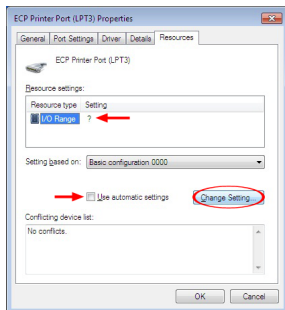 ECP Printer Port (LPT3) Properties
General Port Settings Driver Details Resources
ECP Printer Port (LPT3)
Resource settings:
Resource type Setting
I/O Range ?
Setting based on: Basic configuration 0000
Use automatic settings Change Setting...
Conflicting device list:
No conflicts.
OK Cancel